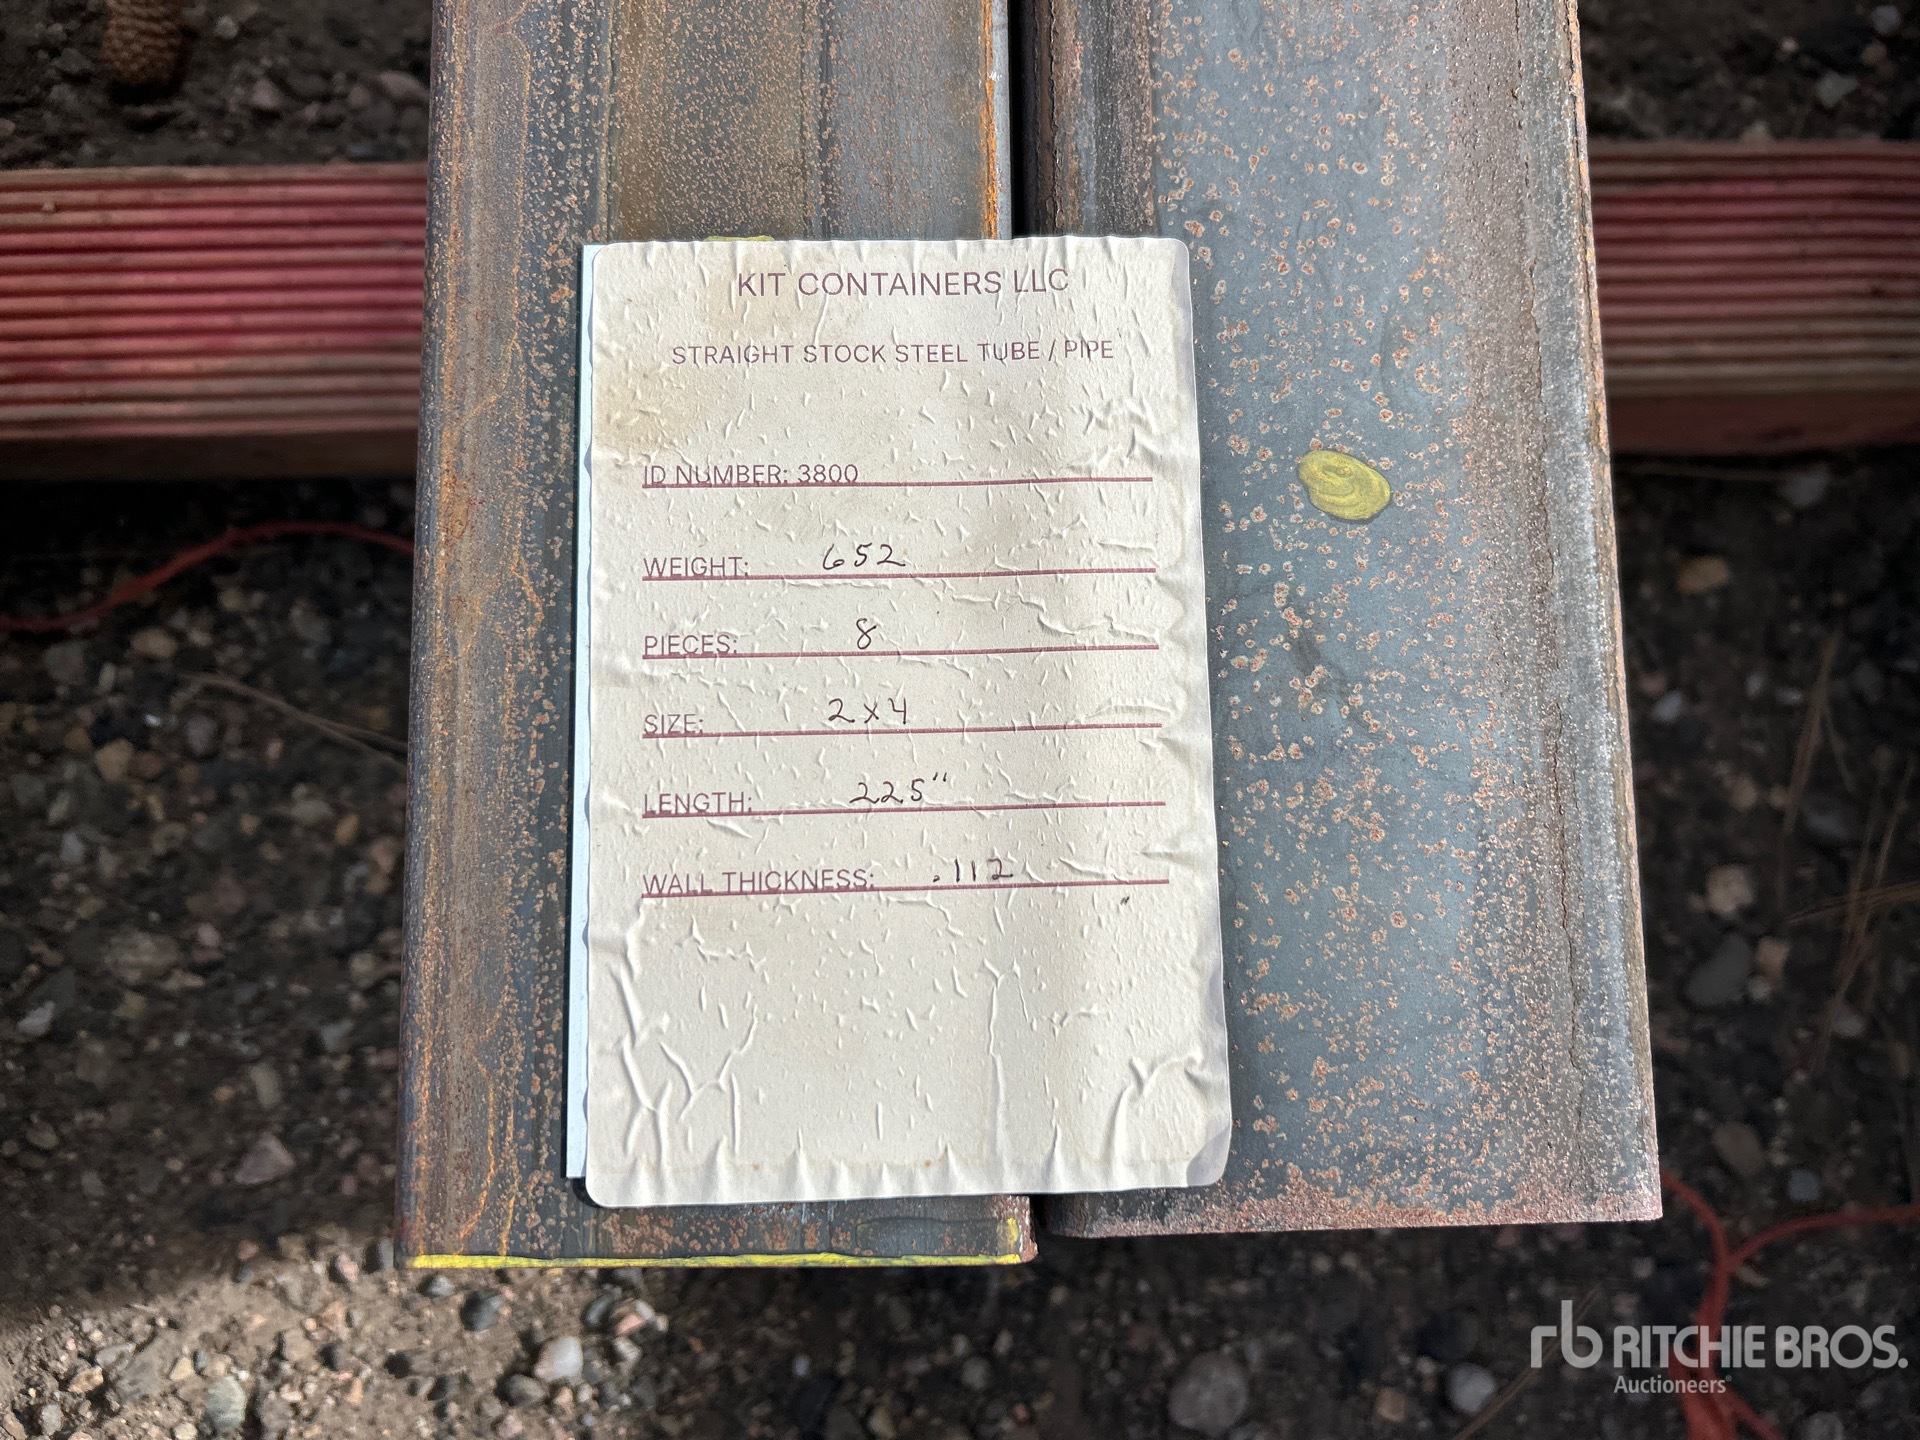 KIT CONTAINERS LLC
STRAIGHT STOCK STEEL TUBE / PIPE
ID NUMBER: 3800
WEIGHT: 652
PIECES: 8
SIZE: 2x4
LENGTH: 225"
WALL THICKNESS: .112
rb RITCHIE BROS.
Auctioneers